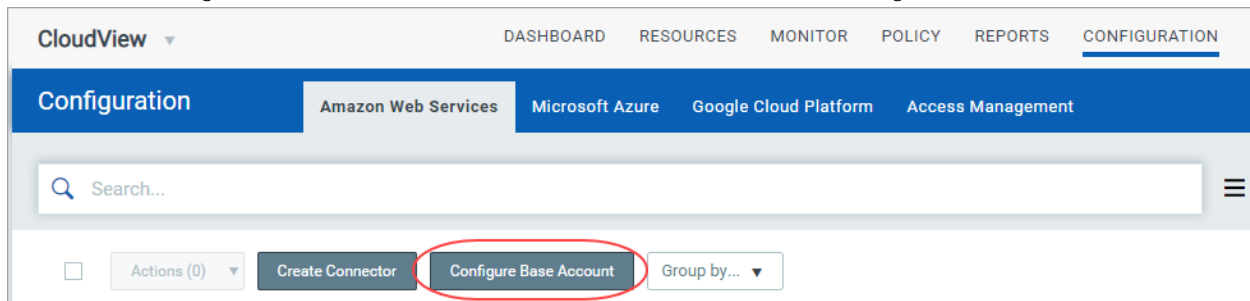 CloudView DASHBOARD RESOURCES MONITOR POLICY REPORTS CONFIGURATION
Configuration Amazon Web Services Microsoft Azure Google Cloud Platform Access Management
Search...
Actions (0) Create Connector Configure Base Account Group by...